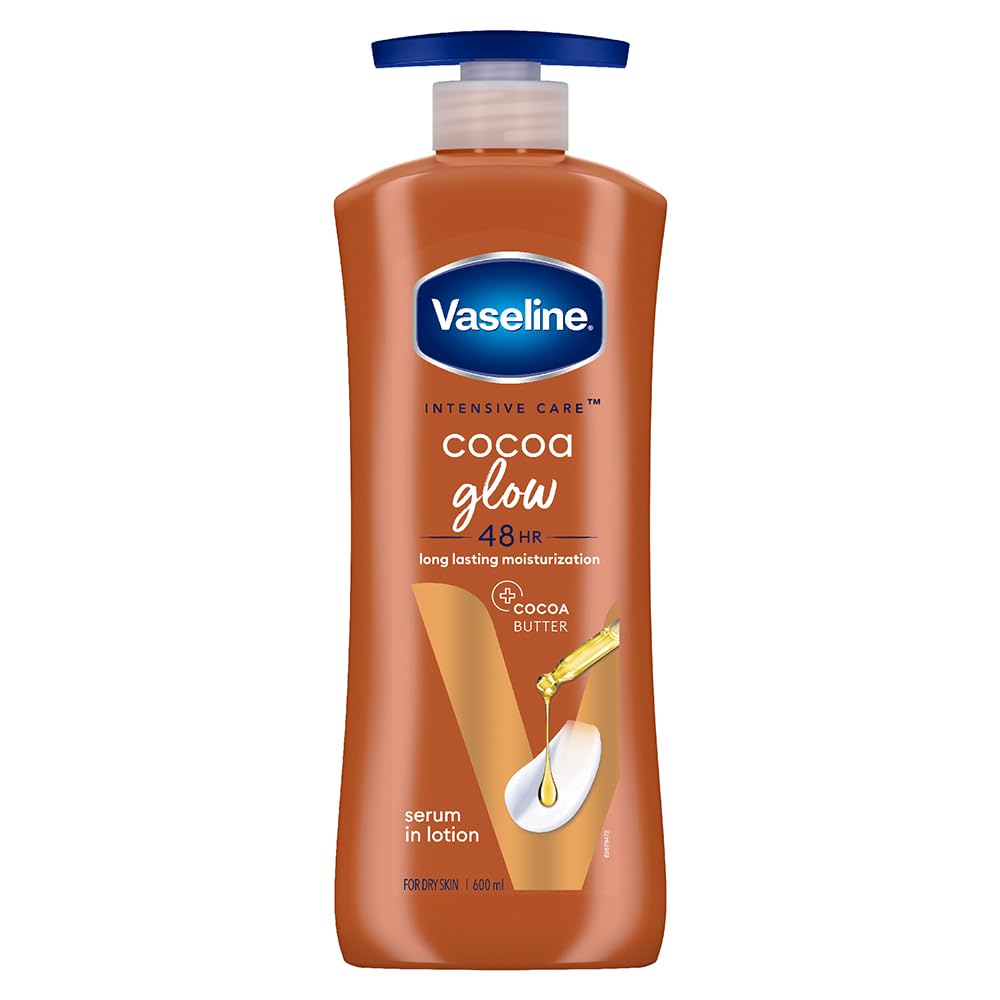 Vaseline®
INTENSIVE CARE™
cocoa
glow
48 HR
long lasting moisturization
COCOA
BUTTER
serum
in lotion
FOR DRY SKIN | 600 ml